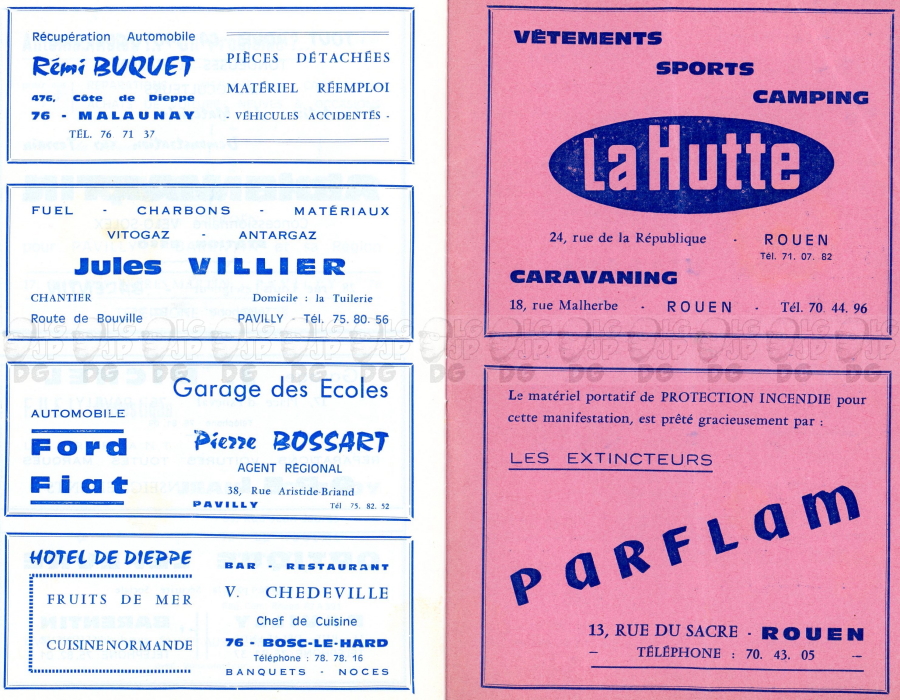 Récupération Automobile
Rémi BUQUET
476, Côte de Dieppe
76 - MALAUNAY
TÉL. 76 71 37
PIÈCES DÉTACHÉES
MATÉRIEL RÉEMPLOI
- VÉHICULES ACCIDENTÉS -
FUEL - CHARBONS - MATÉRIAUX
VITOGAZ - ANTARGAZ
Jules VILLIER
CHANTIER
Route de Bouville
Domicile : la Tuilerie
PAVILLY - Tél. 75. 80. 56
Garage des Ecoles
AUTOMOBILE
Ford
Fiat
Pierre BOSSART
AGENT RÉGIONAL
38, Rue Aristide-Briand
PAVILLY Tél 75. 82. 52
HOTEL DE DIEPPE
FRUITS DE MER
CUISINE NORMANDE
BAR - RESTAURANT
V. CHEDEVILLE
Chef de Cuisine
76 - BOSC-LE-HARD
Téléphone : 78. 78. 16
BANQUETS - NOCES
VÊTEMENTS
SPORTS
CAMPING
La Hutte
24, rue de la République - ROUEN
Tél. 71. 07. 82
CARAVANING
18, rue Malherbe - ROUEN - Tél. 70 44. 96
Le matériel portatif de PROTECTION INCENDIE pour
cette manifestation, est prêté gracieusement par :
LES EXTINCTEURS
PARFLAM
13, RUE DU SACRE - ROUEN
— TÉLÉPHONE : 70. 43. 05 —
LG JP DG